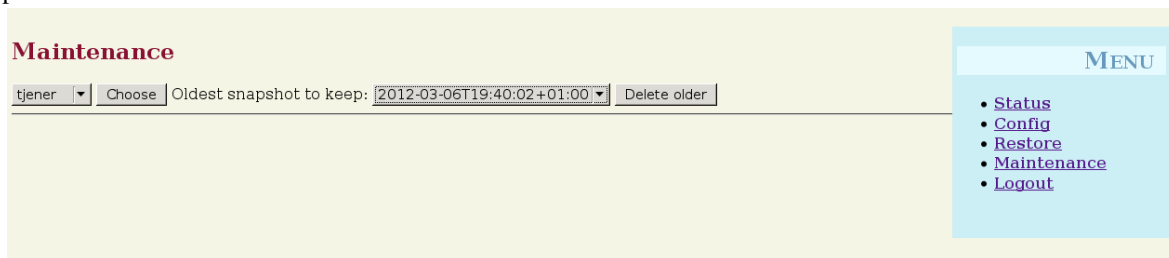 Maintenance
tjener Choose Oldest snapshot to keep: 2012-03-06T19:40:02+01:00 Delete older
MENU
• Status
• Config
• Restore
• Maintenance
• Logout